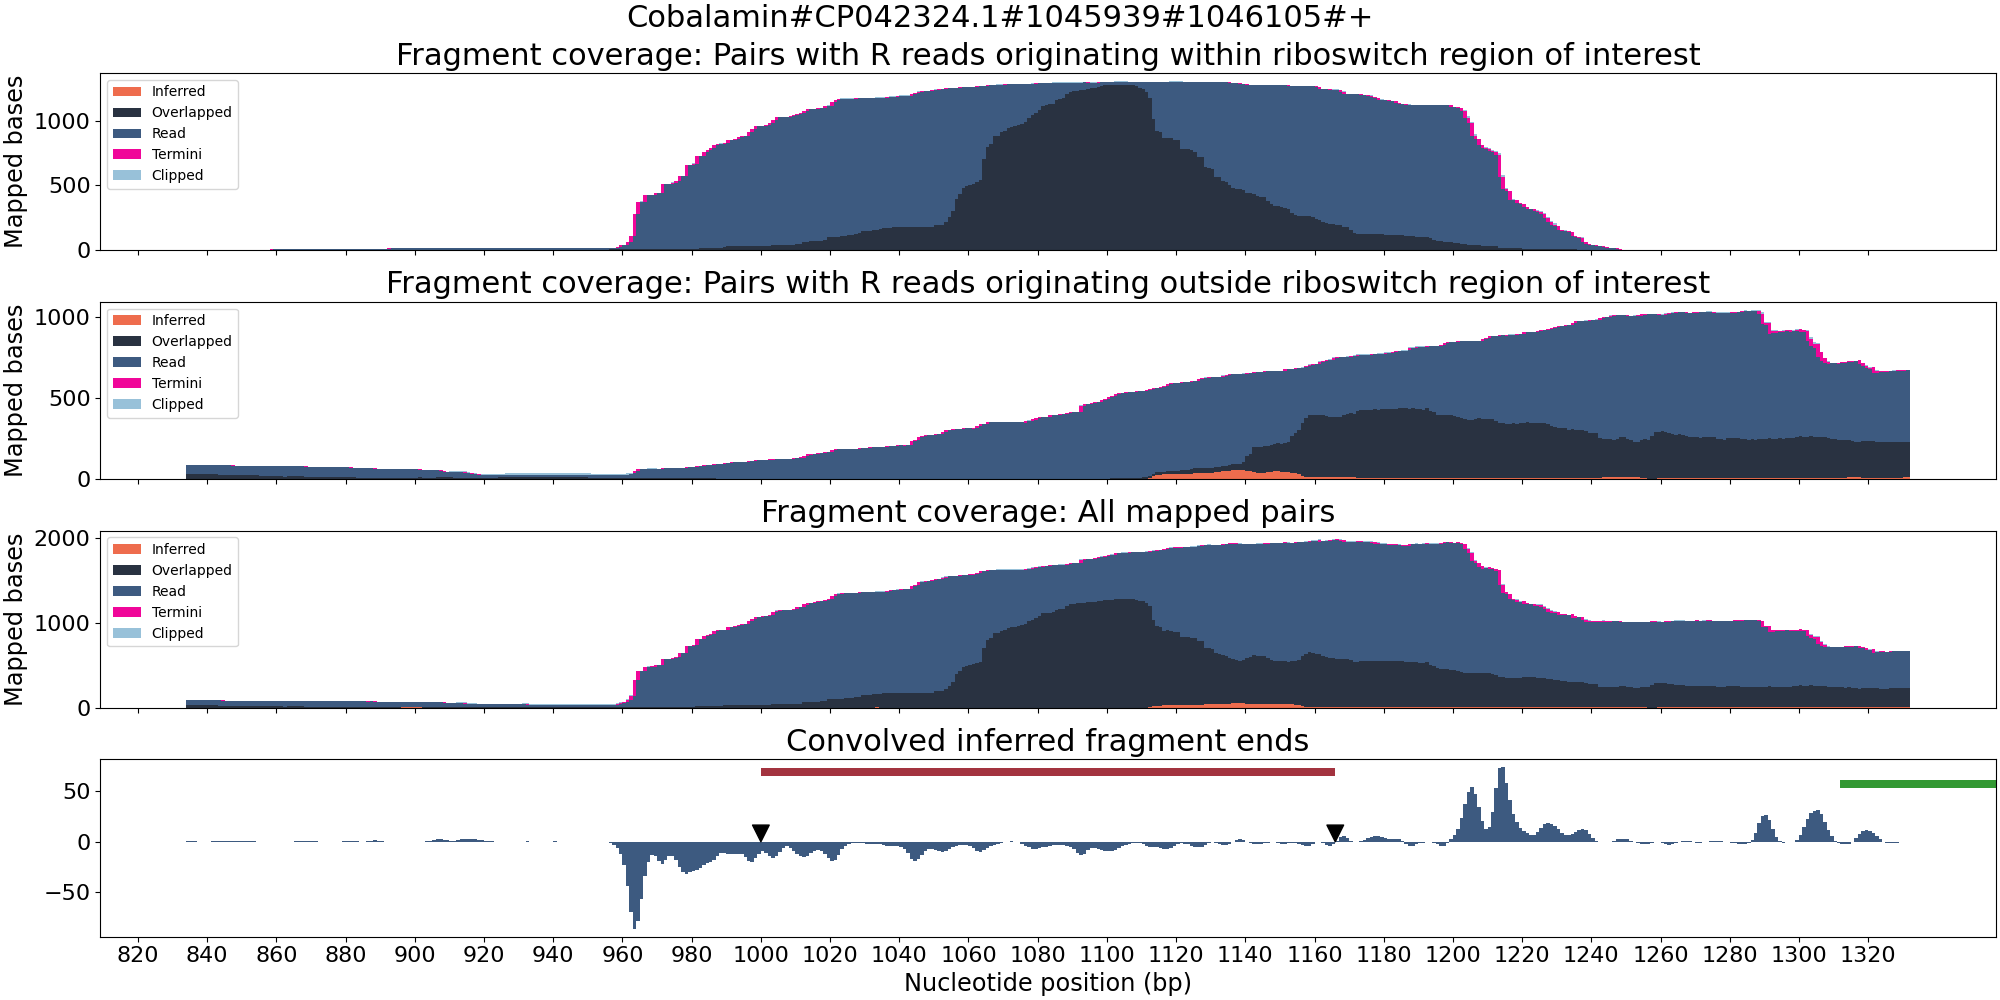 Cobalamin#CP042324.1#1045939#1046105#+
Fragment coverage: Pairs with R reads originating within riboswitch region of interest
Mapped bases
1000
500
0
Inferred
Overlapped
Read
Termini
Clipped
Fragment coverage: Pairs with R reads originating outside riboswitch region of interest
Mapped bases
1000
500
0
Inferred
Overlapped
Read
Termini
Clipped
Fragment coverage: All mapped pairs
Mapped bases
2000
1000
0
Inferred
Overlapped
Read
Termini
Clipped
Convolved inferred fragment ends
50
0
−50
820 840 860 880 900 920 940 960 980 1000 1020 1040 1060 1080 1100 1120 1140 1160 1180 1200 1220 1240 1260 1280 1300 1320
Nucleotide position (bp)